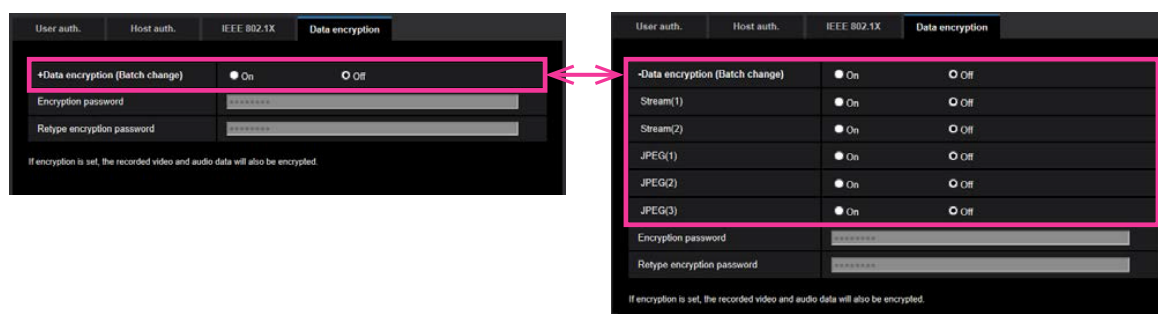 User auth. Host auth. IEEE 802.1X Data encryption
+Data encryption (Batch change) On Off
Encryption password ••••••••
Retype encryption password ••••••••
If encryption is set, the recorded video and audio data will also be encrypted.
User auth. Host auth. IEEE 802.1X Data encryption
-Data encryption (Batch change) On Off
Stream(1) On Off
Stream(2) On Off
JPEG(1) On Off
JPEG(2) On Off
JPEG(3) On Off
Encryption password ••••••••
Retype encryption password ••••••••
If encryption is set, the recorded video and audio data will also be encrypted.